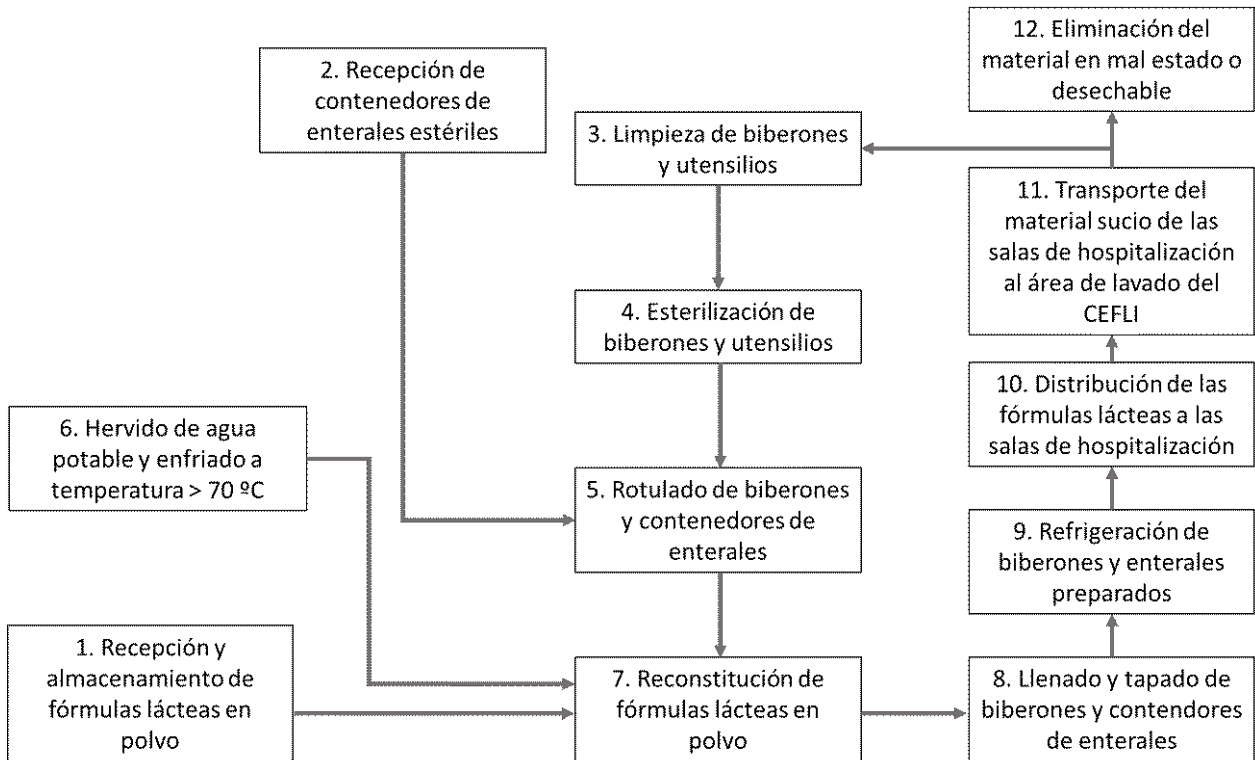 12. Eliminación del
material en mal estado o
desechable
2. Recepción de
contenedores de
enterales estériles
3. Limpieza de biberones
y utensilios
11. Transporte del
material sucio de las
salas de hospitalización
al área de lavado del
CEFLI
4. Esterilización de
biberones y utensilios
10. Distribución de las
fórmulas lácteas a las
salas de hospitalización
6. Hervido de agua
potable y enfriado a
temperatura > 70 ºC
5. Rotulado de biberones
y contenedores de
enterales
9. Refrigeración de
biberones y enterales
preparados
1. Recepción y
almacenamiento de
fórmulas lácteas en
polvo
7. Reconstitución de
fórmulas lácteas en
polvo
8. Llenado y tapado de
biberones y contendores
de enterales